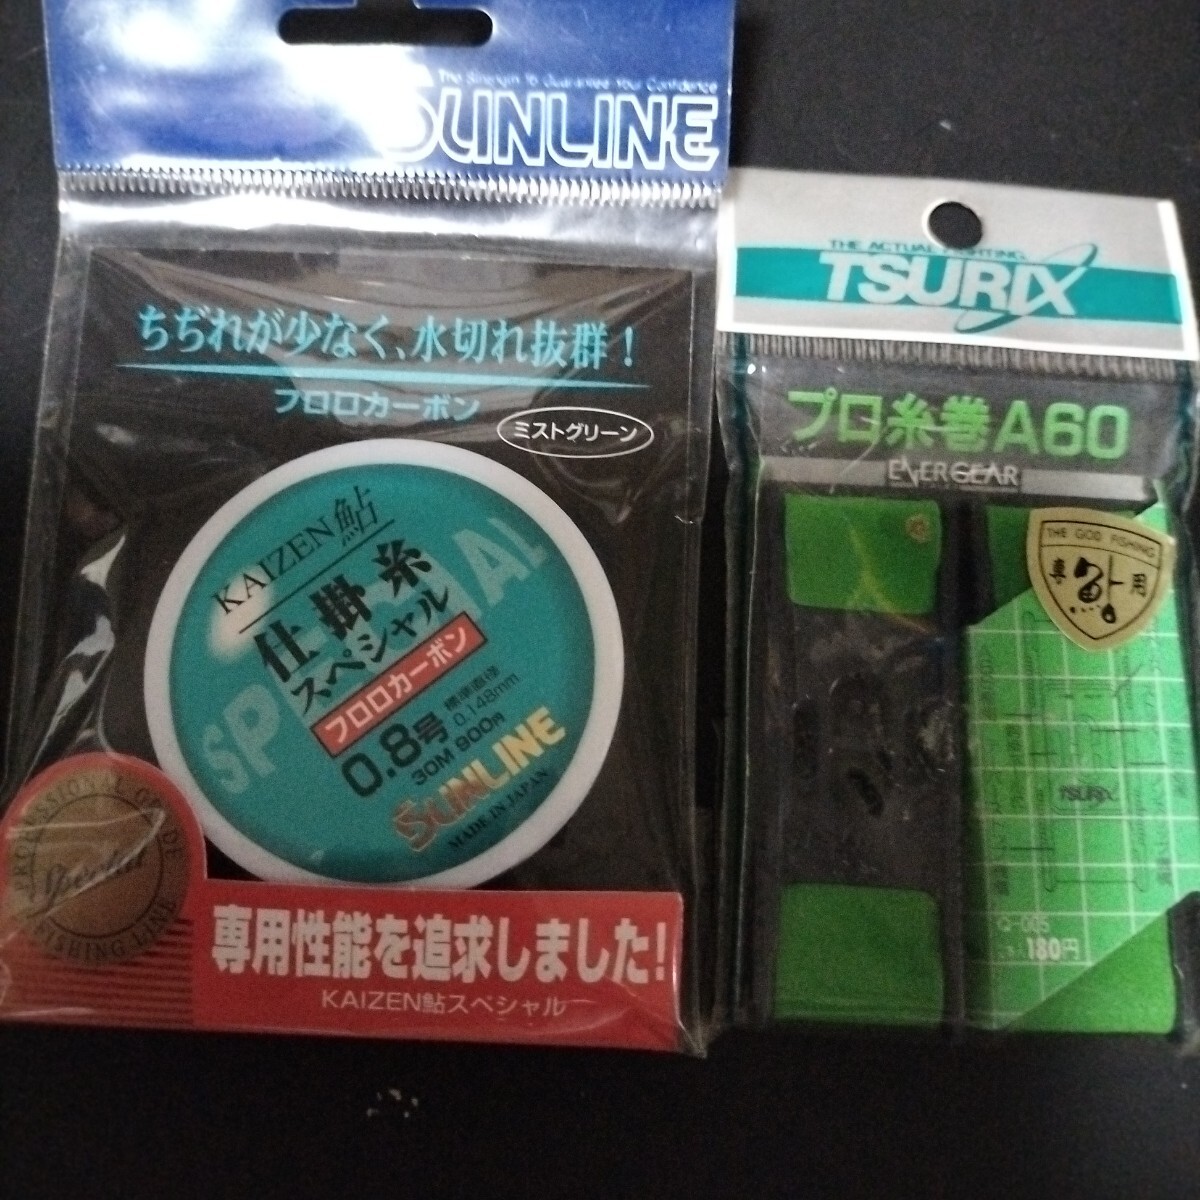 The Strength To Guarantee Your Confidence
SUNLINE
ちぢれが少なく、水切れ抜群!
フロロカーボン
ミストグリーン
SPECIAL
KAIZEN鮎
仕掛糸
スペシャル
フロロカーボン
0.8号
標準直径
0.148mm
30M 900円
SUNLINE
MADE IN JAPAN
PROFESSIONAL GRADE
Special
FISHING LINE
専用性能を追求しました!
KAIZEN鮎スペシャル
THE ACTUAL FISHING
TSURIX
プロ糸巻A60
EVERGEAR
THE GOD FISHING
専
用
TSURIX
Q-005
180円